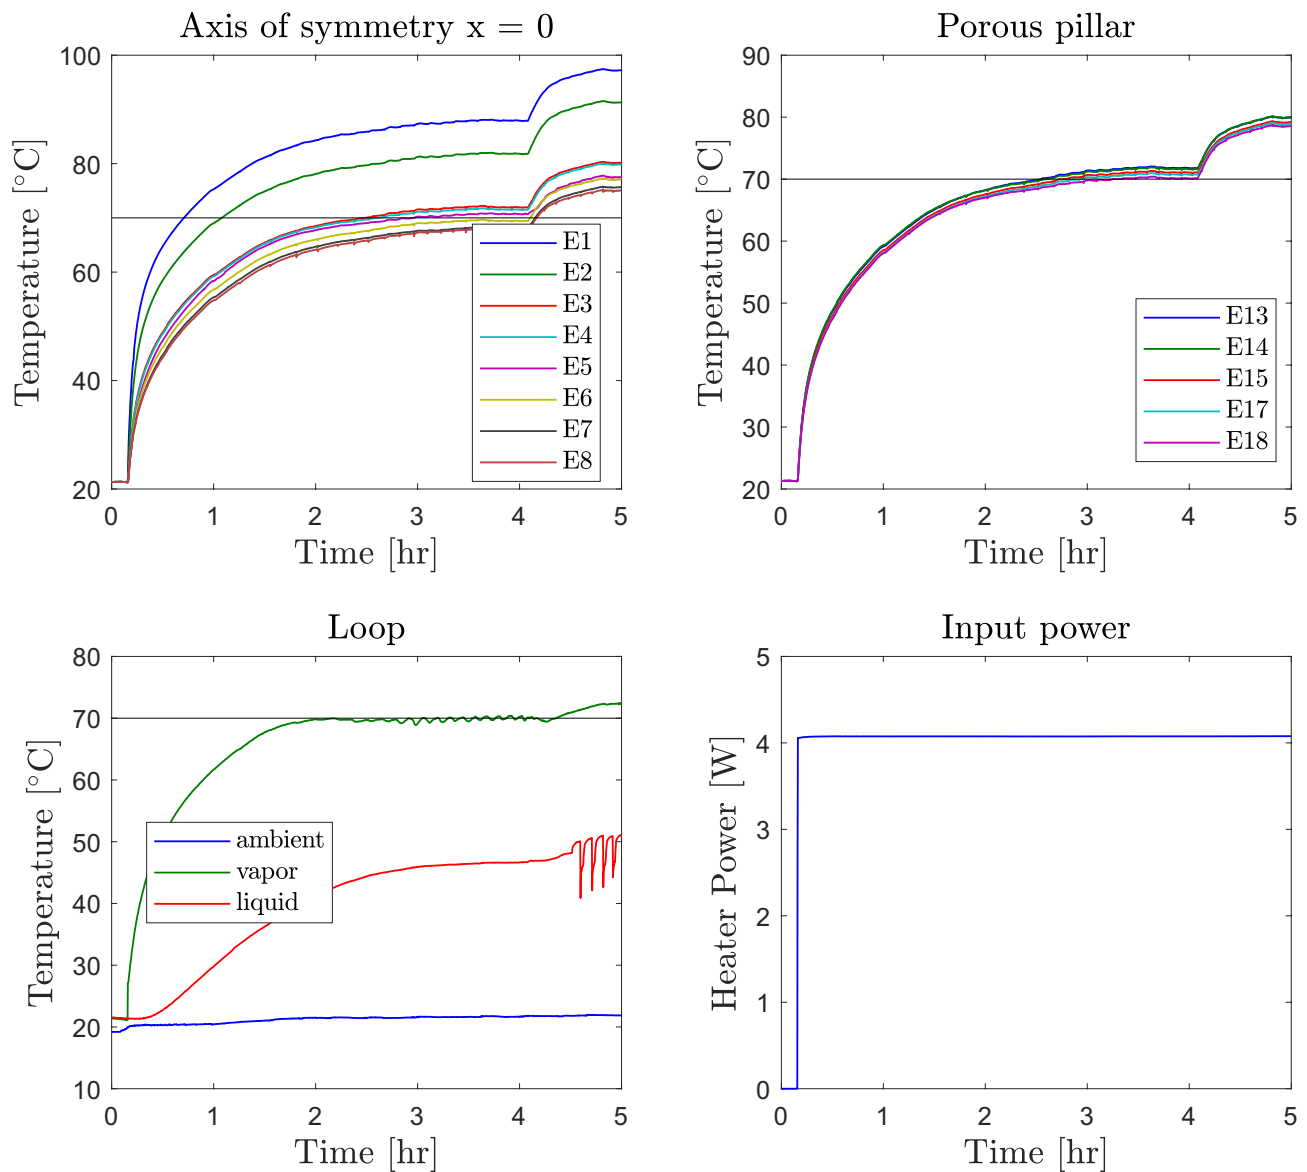 Axis of symmetry x = 0
Temperature [°C]
100
80
60
40
20
E1
E2
E3
E4
E5
E6
E7
E8
0 1 2 3 4 5
Time [hr]
Porous pillar
Temperature [°C]
90
80
70
60
50
40
30
20
E13
E14
E15
E17
E18
0 1 2 3 4 5
Time [hr]
Loop
Temperature [°C]
80
70
60
50
40
30
20
10
ambient
vapor
liquid
0 1 2 3 4 5
Time [hr]
Input power
Heater Power [W]
5
4
3
2
1
0
0 1 2 3 4 5
Time [hr]